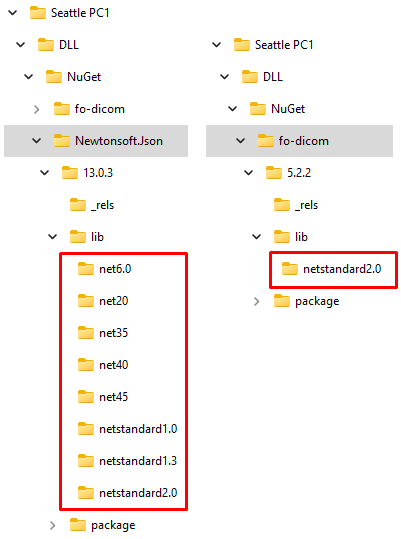 Seattle PC1
DLL
NuGet
fo-dicom
Newtonsoft.Json
13.0.3
_rels
lib
net6.0
net20
net35
net40
net45
netstandard1.0
netstandard1.3
netstandard2.0
package
Seattle PC1
DLL
NuGet
fo-dicom
5.2.2
_rels
lib
netstandard2.0
package